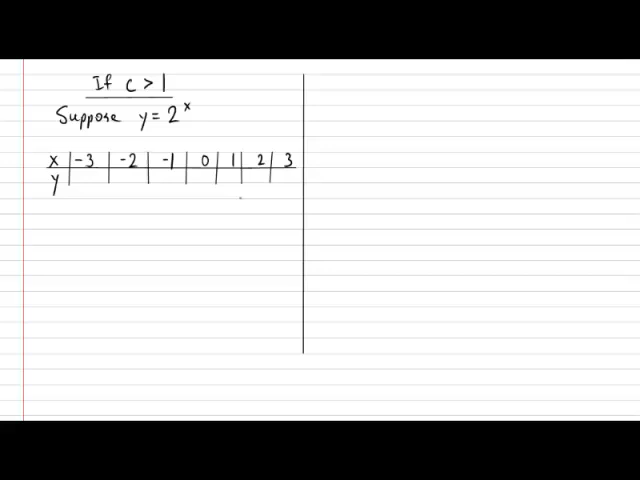 If c > 1
Suppose y = 2^x
x | -3 | -2 | -1 | 0 | 1 | 2 | 3
y